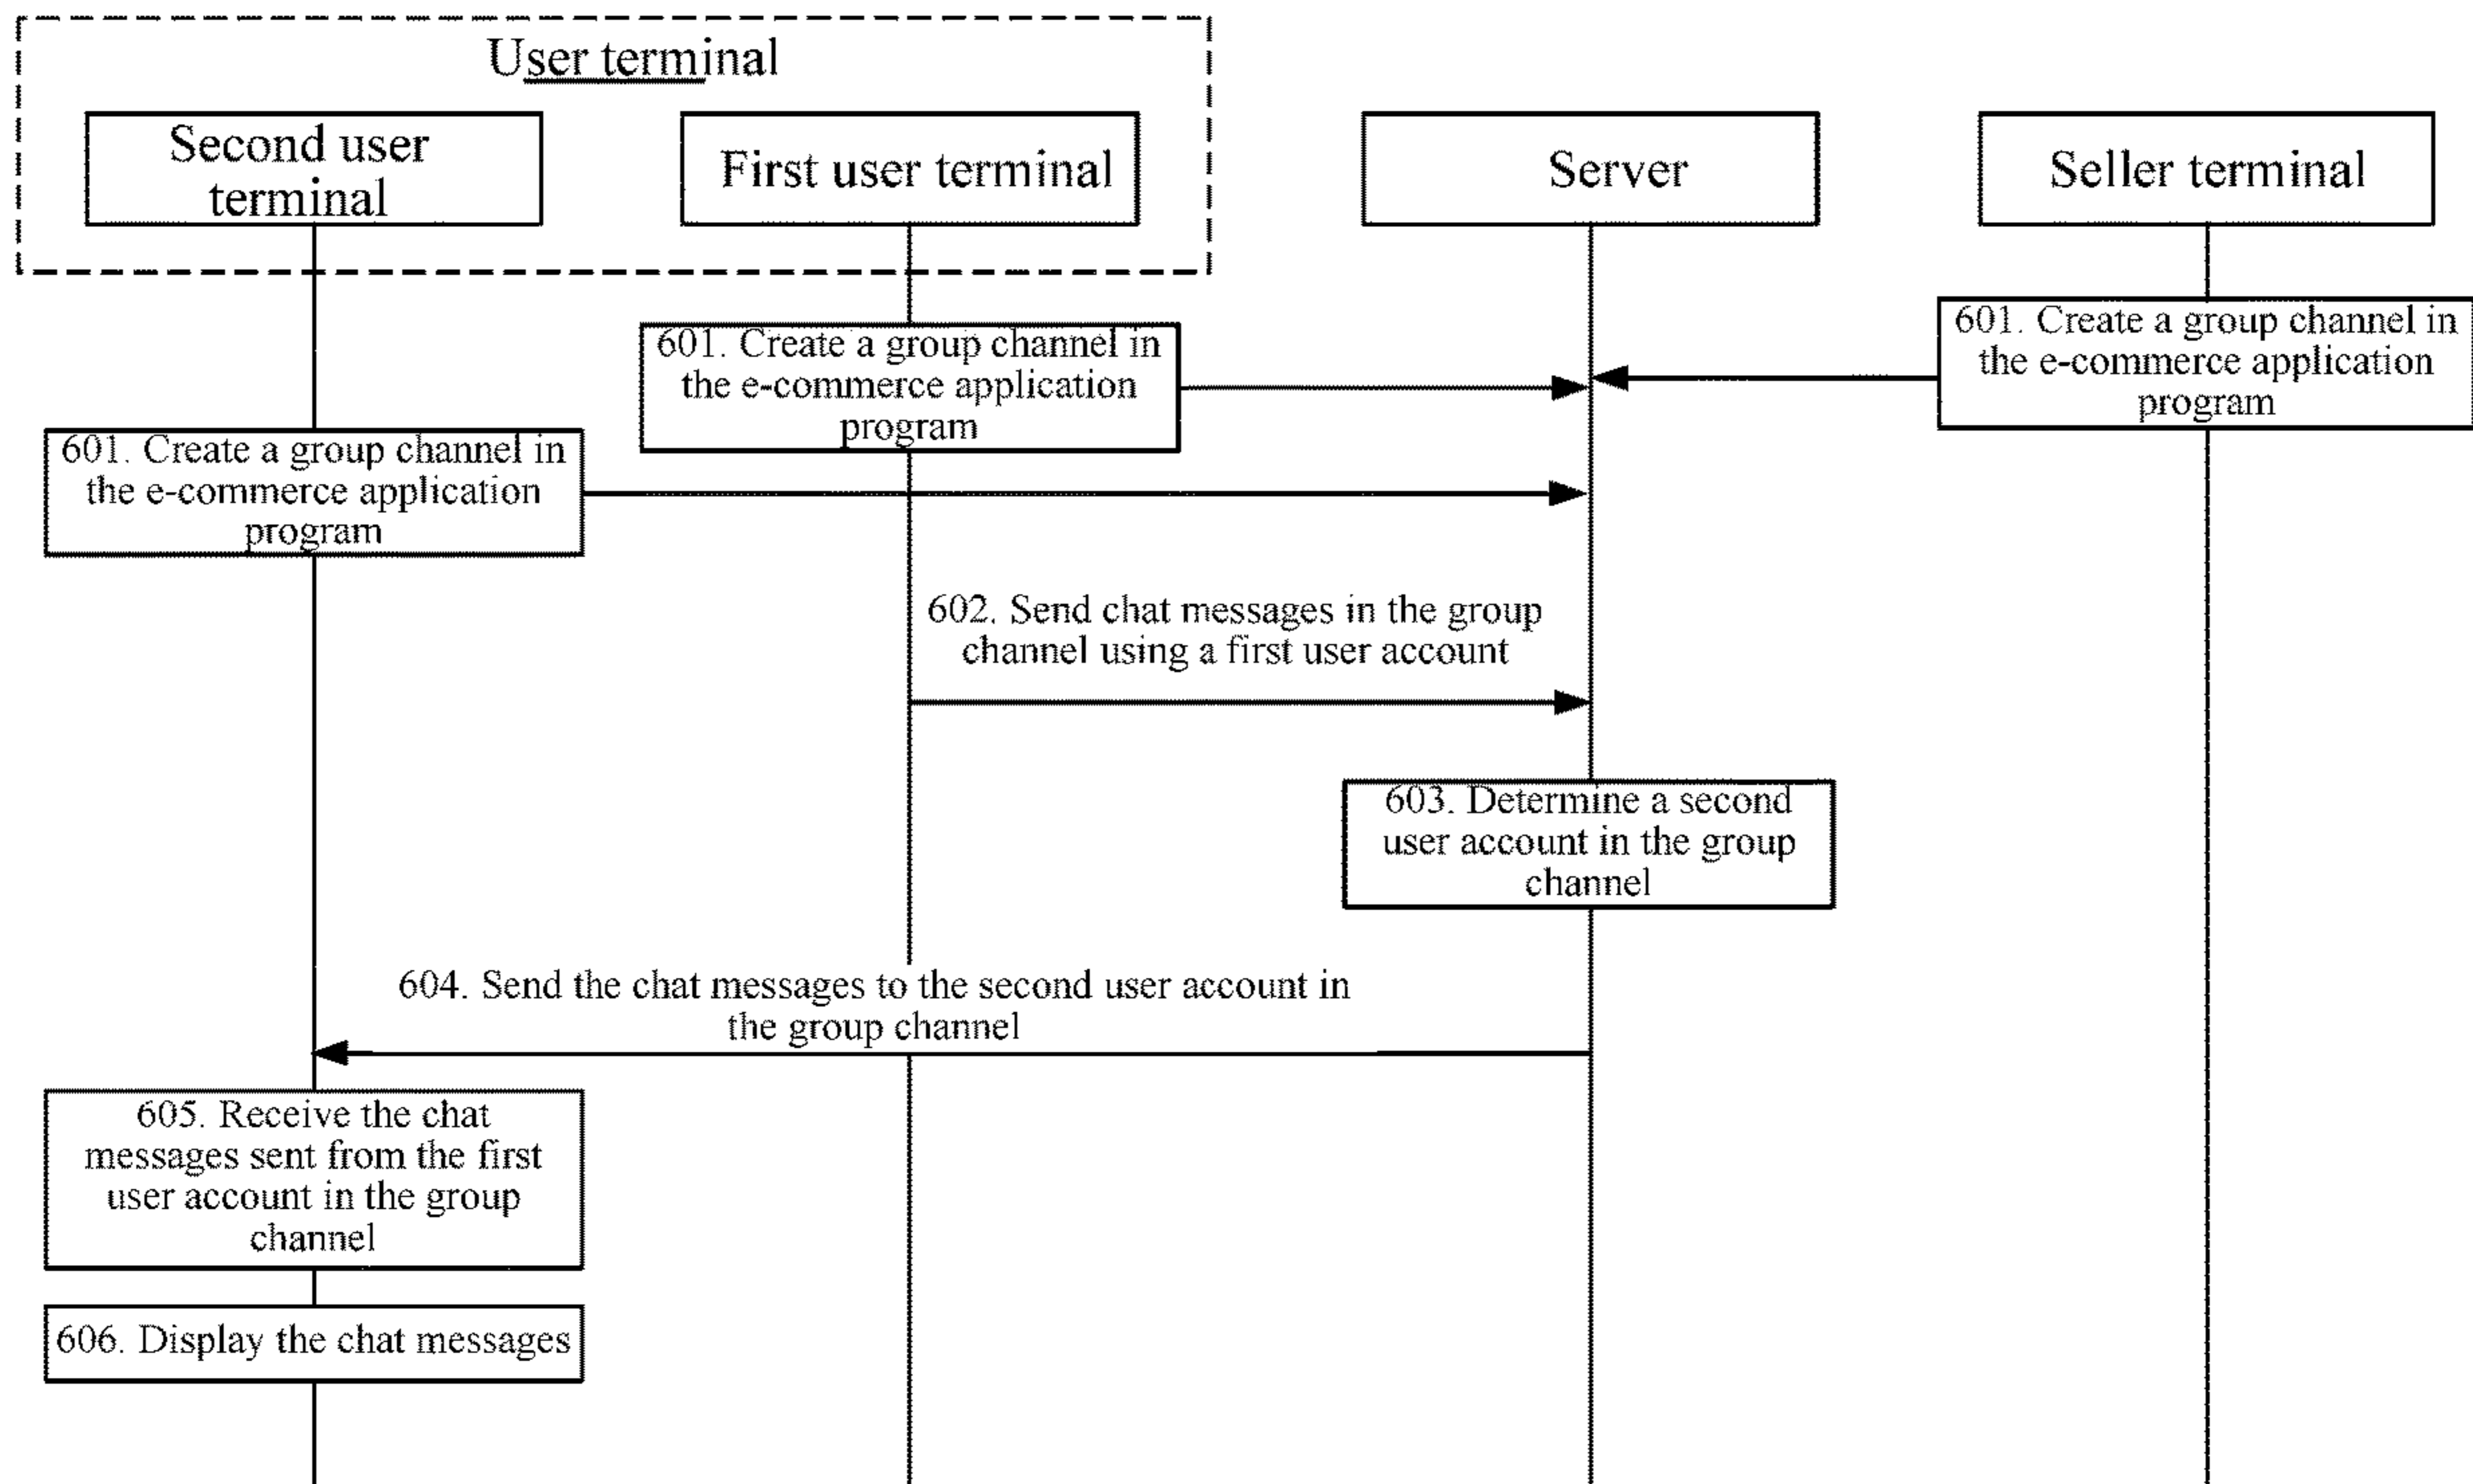 User terminal
Second user
terminal
First user terminal
Server
Seller terminal
601. Create a group channel in
the e-commerce application
program
601. Create a group channel in
the e-commerce application
program
601. Create a group channel in
the e-commerce application
program
602. Send chat messages in the group
channel using a first user account
603. Determine a second
user account in the group
channel
604. Send the chat messages to the second user account in
the group channel
605. Receive the chat
messages sent from the first
user account in the group
channel
606. Display the chat messages